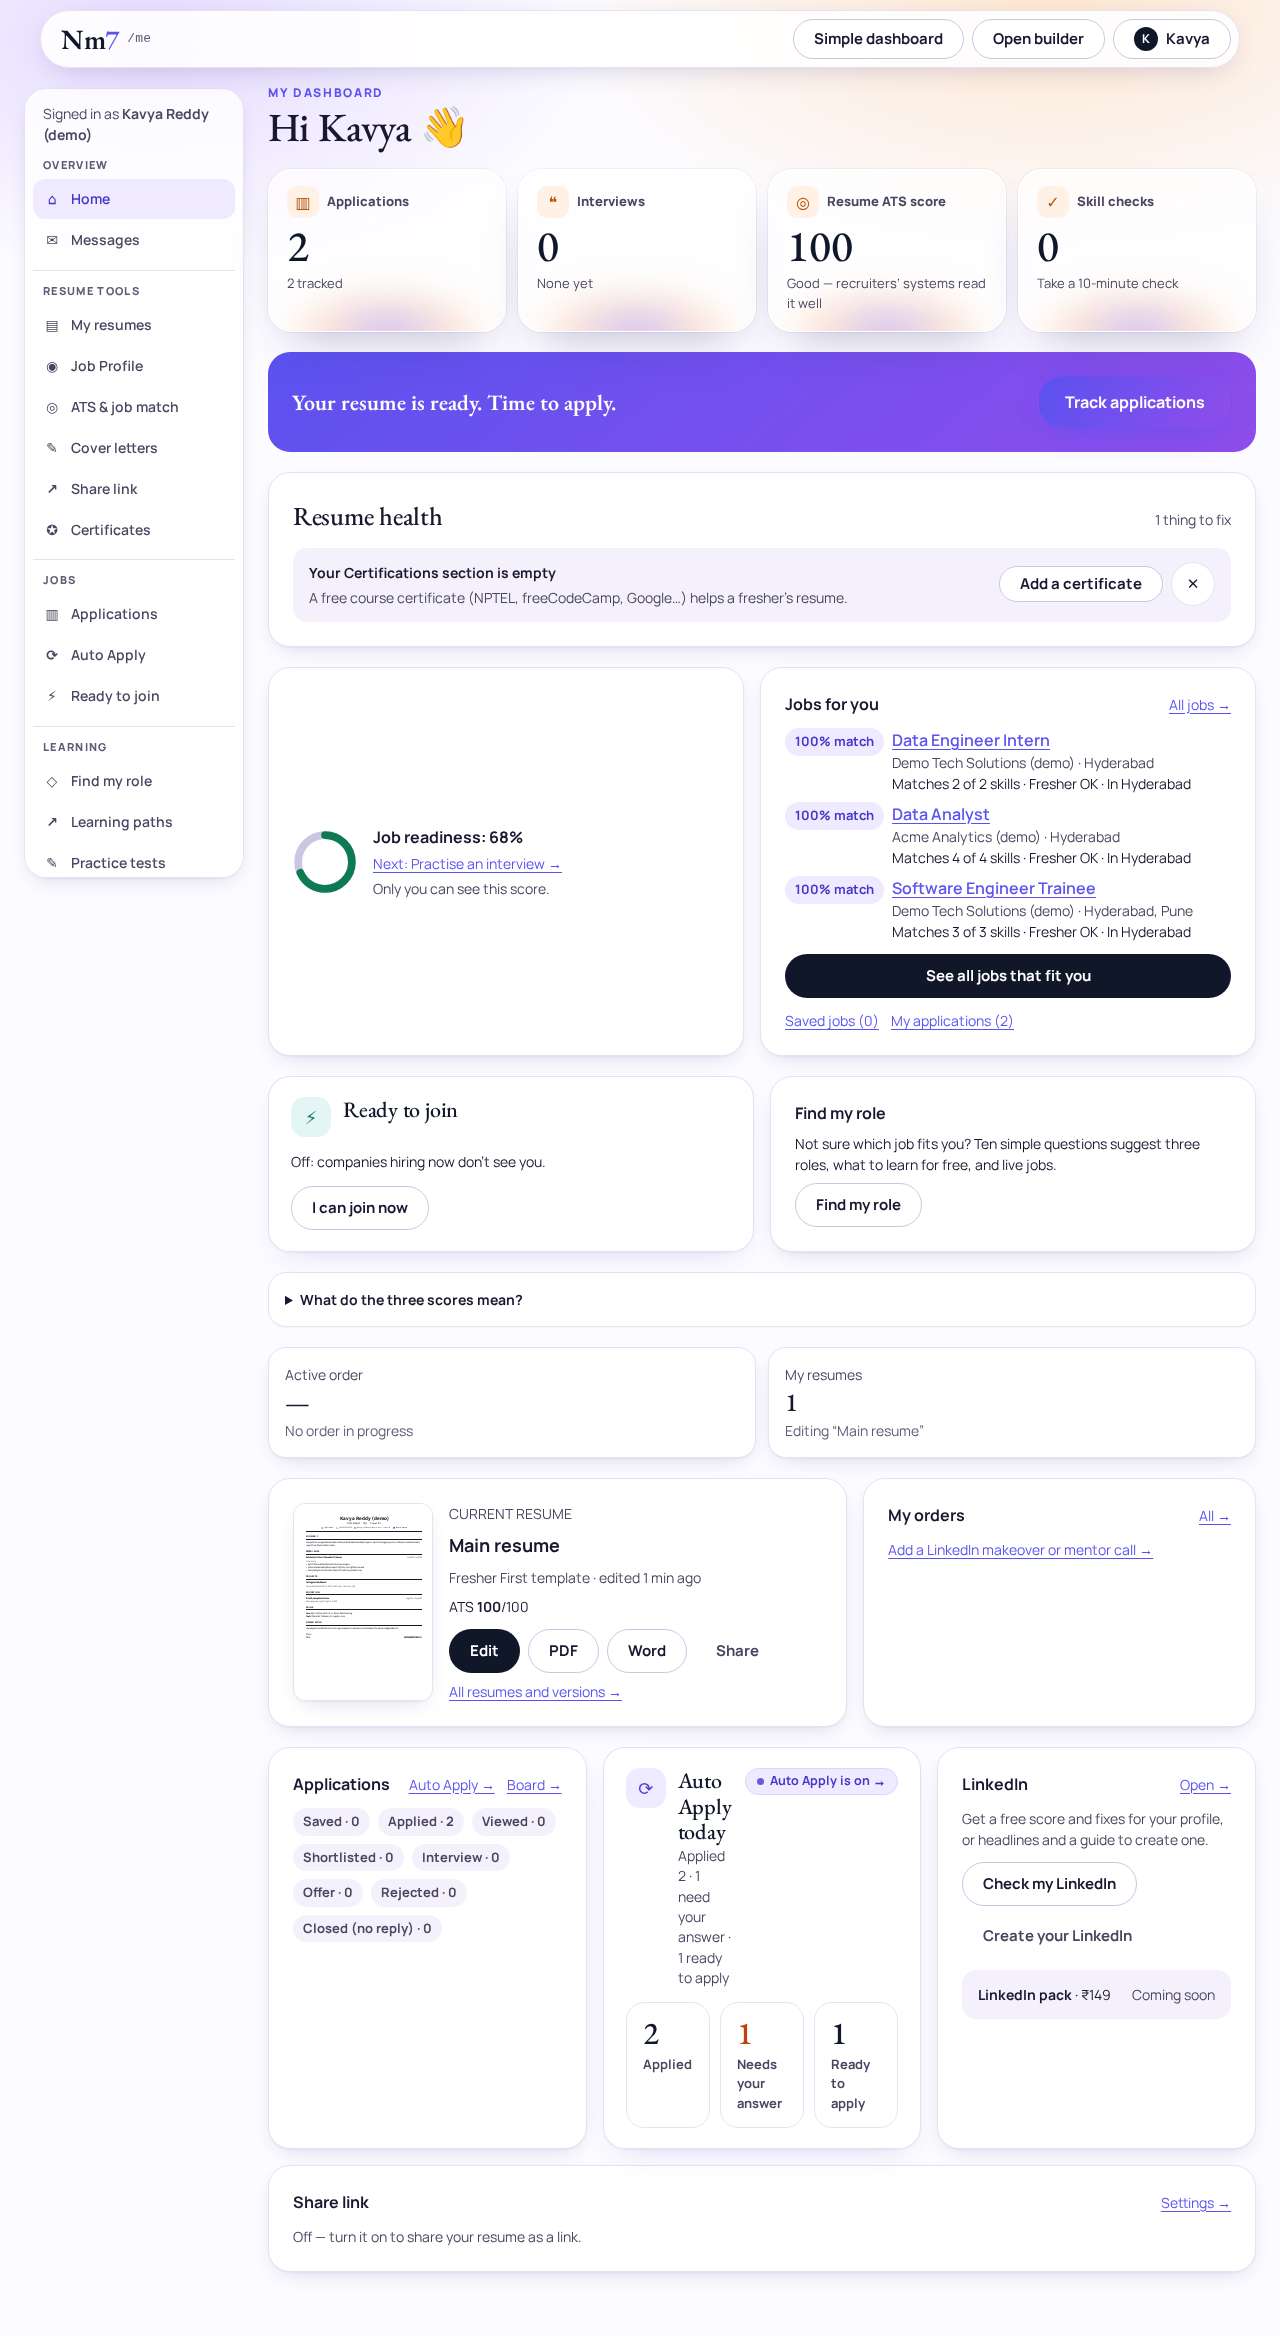 Nm7 /me
Simple dashboard
Open builder
K Kavya
Signed in as Kavya Reddy
(demo)
OVERVIEW
Home
Messages
RESUME TOOLS
My resumes
Job Profile
ATS & job match
Cover letters
Share link
Certificates
JOBS
Applications
Auto Apply
Ready to join
LEARNING
Find my role
Learning paths
Practice tests
MY DASHBOARD
Hi Kavya 👋
Applications
2
2 tracked
Interviews
0
None yet
Resume ATS score
100
Good — recruiters’ systems read
it well
Skill checks
0
Take a 10-minute check
Your resume is ready. Time to apply.
Track applications
Resume health
1 thing to fix
Your Certifications section is empty
A free course certificate (NPTEL, freeCodeCamp, Google…) helps a fresher’s resume.
Add a certificate
✕
Job readiness: 68%
Next: Practise an interview →
Only you can see this score.
Jobs for you
All jobs →
100% match
Data Engineer Intern
Demo Tech Solutions (demo) · Hyderabad
Matches 2 of 2 skills · Fresher OK · In Hyderabad
100% match
Data Analyst
Acme Analytics (demo) · Hyderabad
Matches 4 of 4 skills · Fresher OK · In Hyderabad
100% match
Software Engineer Trainee
Demo Tech Solutions (demo) · Hyderabad, Pune
Matches 3 of 3 skills · Fresher OK · In Hyderabad
See all jobs that fit you
Saved jobs (0)
My applications (2)
Ready to join
Off: companies hiring now don’t see you.
I can join now
Find my role
Not sure which job fits you? Ten simple questions suggest three
roles, what to learn for free, and live jobs.
Find my role
What do the three scores mean?
Active order
—
No order in progress
My resumes
1
Editing “Main resume”
Kavya Reddy (demo)
CURRENT RESUME
Main resume
Fresher First template · edited 1 min ago
ATS 100/100
Edit
PDF
Word
Share
All resumes and versions →
My orders
All →
Add a LinkedIn makeover or mentor call →
Applications
Auto Apply →
Board →
Saved · 0
Applied · 2
Viewed · 0
Shortlisted · 0
Interview · 0
Offer · 0
Rejected · 0
Closed (no reply) · 0
Auto
Apply
today
Auto Apply is on →
Applied
2 · 1
need
your
answer ·
1 ready
to apply
2
Applied
1
Needs
your
answer
1
Ready
to
apply
LinkedIn
Open →
Get a free score and fixes for your profile,
or headlines and a guide to create one.
Check my LinkedIn
Create your LinkedIn
LinkedIn pack · ₹149
Coming soon
Share link
Settings →
Off — turn it on to share your resume as a link.